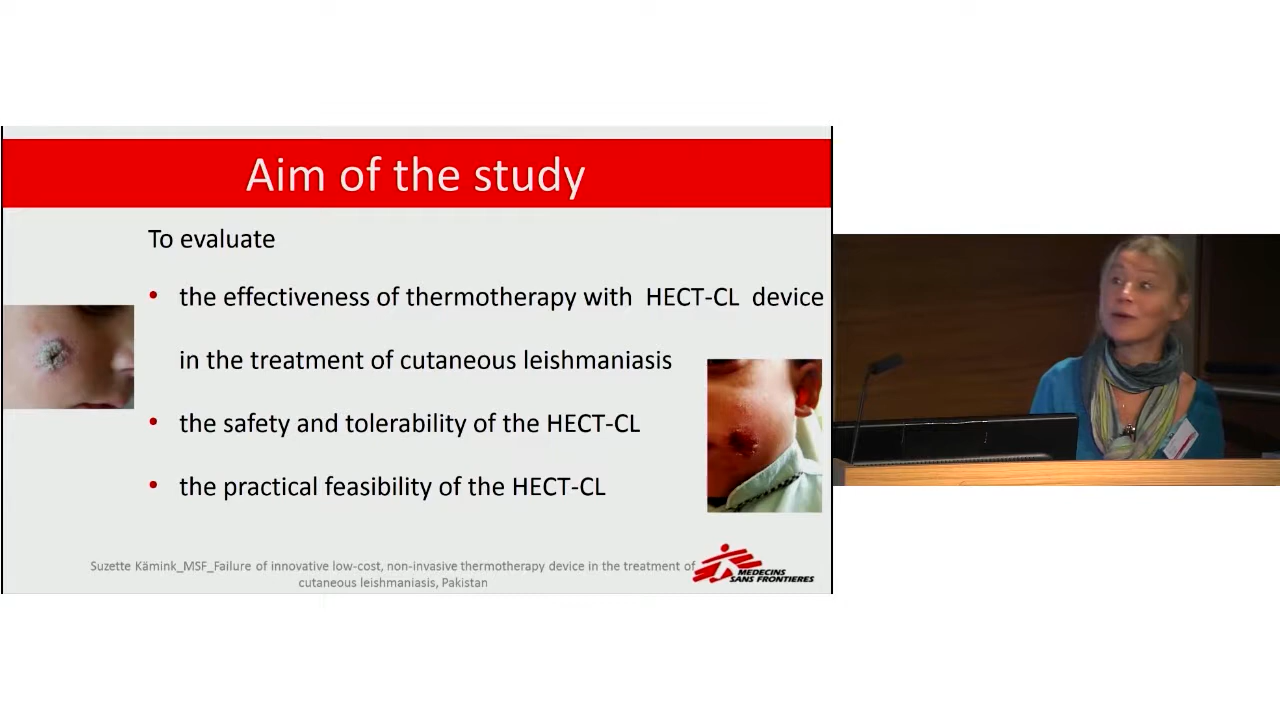 Aim of the study
To evaluate
• the effectiveness of thermotherapy with HECT-CL device
in the treatment of cutaneous leishmaniasis
• the safety and tolerability of the HECT-CL
• the practical feasibility of the HECT-CL
Suzette Kämink_MSF_Failure of innovative low-cost, non-invasive thermotherapy device in the treatment of
cutaneous leishmaniasis, Pakistan
MEDECINS
SANS FRONTIERES